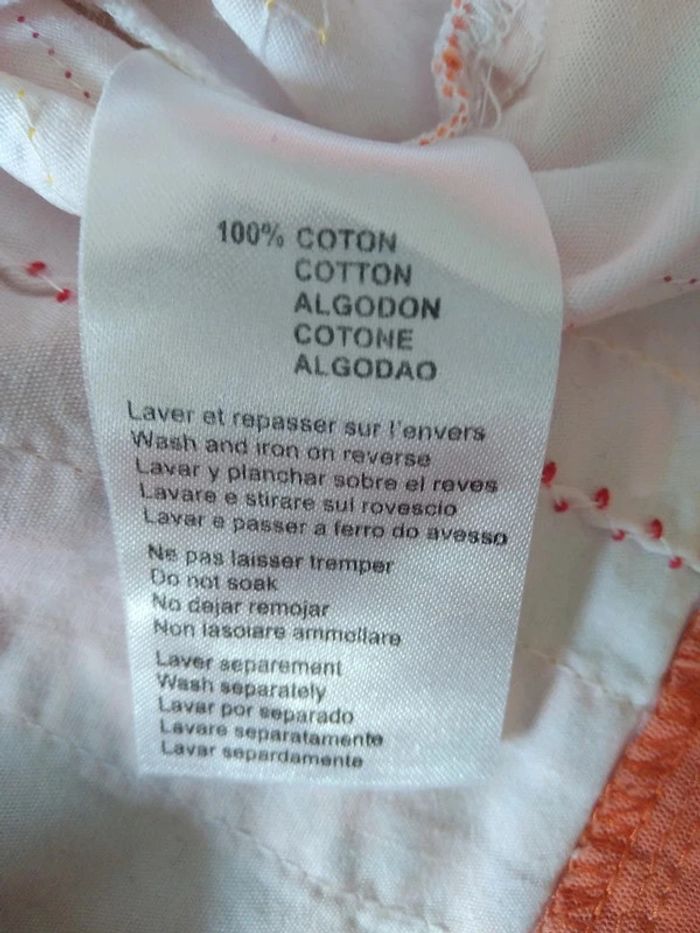 100% COTON
COTTON
ALGODON
COTONE
ALGODAO
Laver et repasser sur l'envers
Wash and iron on reverse
Lavar y planchar sobre el reves
Lavare e stirare sul rovescio
Lavar e passer a ferro do avesso
Ne pas laisser tremper
Do not soak
No dejar remojar
Non lasoiare ammollare
Laver separement
Wash separately
Lavar por separado
Lavare separatamente
Lavar separdamente